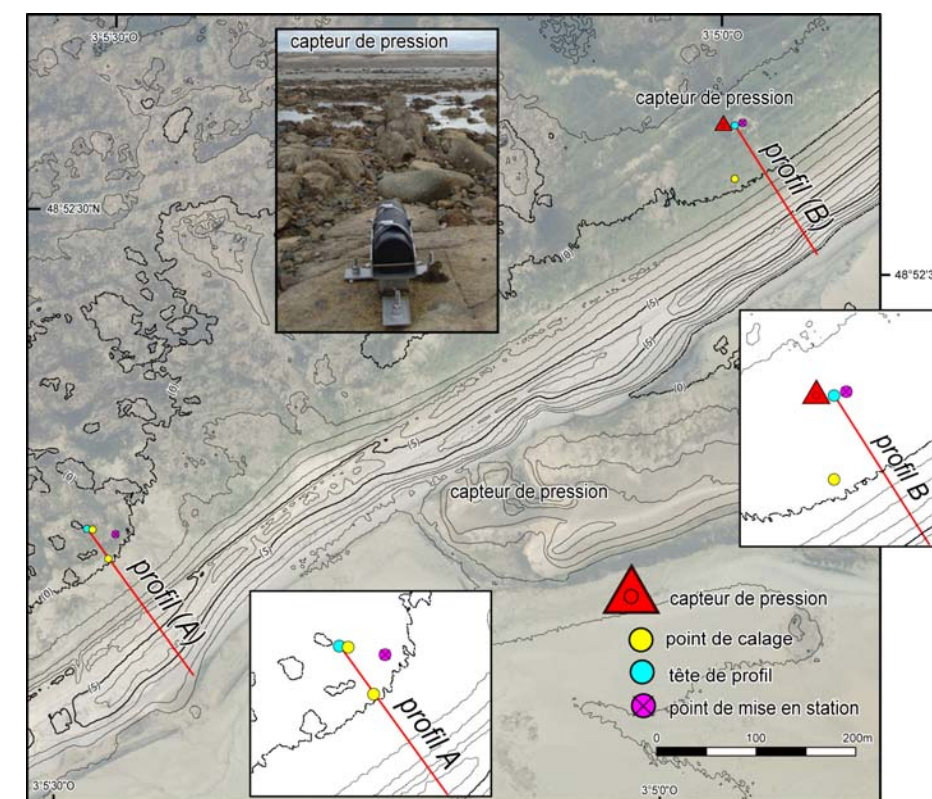 3°5'30"O
3°5'0"O
capteur de pression
capteur de pression
profil (B)
48°52'30"N
(0)
48°52'3
(5)
(5)
(0)
(0)
(5)
profil B
(0)
capteur de pression
(5)
profil (A)
(0)
capteur de pression
point de calage
tête de profil
point de mise en station
profil A
(5)
0 100 200m
3°5'30"O
3°5'0"O